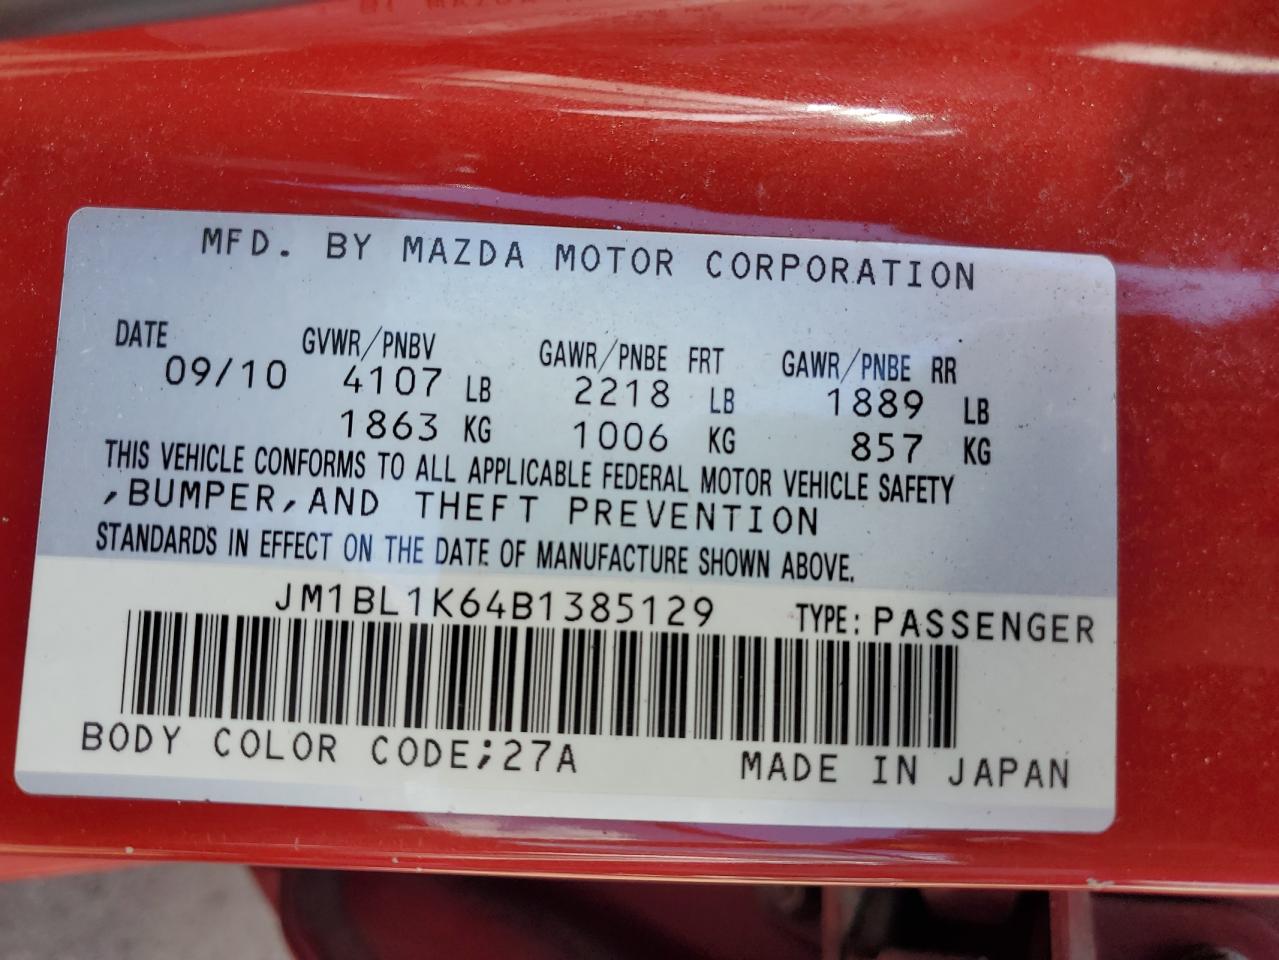 MFD. BY MAZDA MOTOR CORPORATION
DATE GVWR/PNBV GAWR/PNBE FRT GAWR/PNBE RR
09/10 4107 LB 2218 LB 1889 LB
1863 KG 1006 KG 857 KG
THIS VEHICLE CONFORMS TO ALL APPLICABLE FEDERAL MOTOR VEHICLE SAFETY
,BUMPER,AND THEFT PREVENTION
STANDARDS IN EFFECT ON THE DATE OF MANUFACTURE SHOWN ABOVE.
JM1BL1K64B1385129 TYPE: PASSENGER
BODY COLOR CODE;27A MADE IN JAPAN